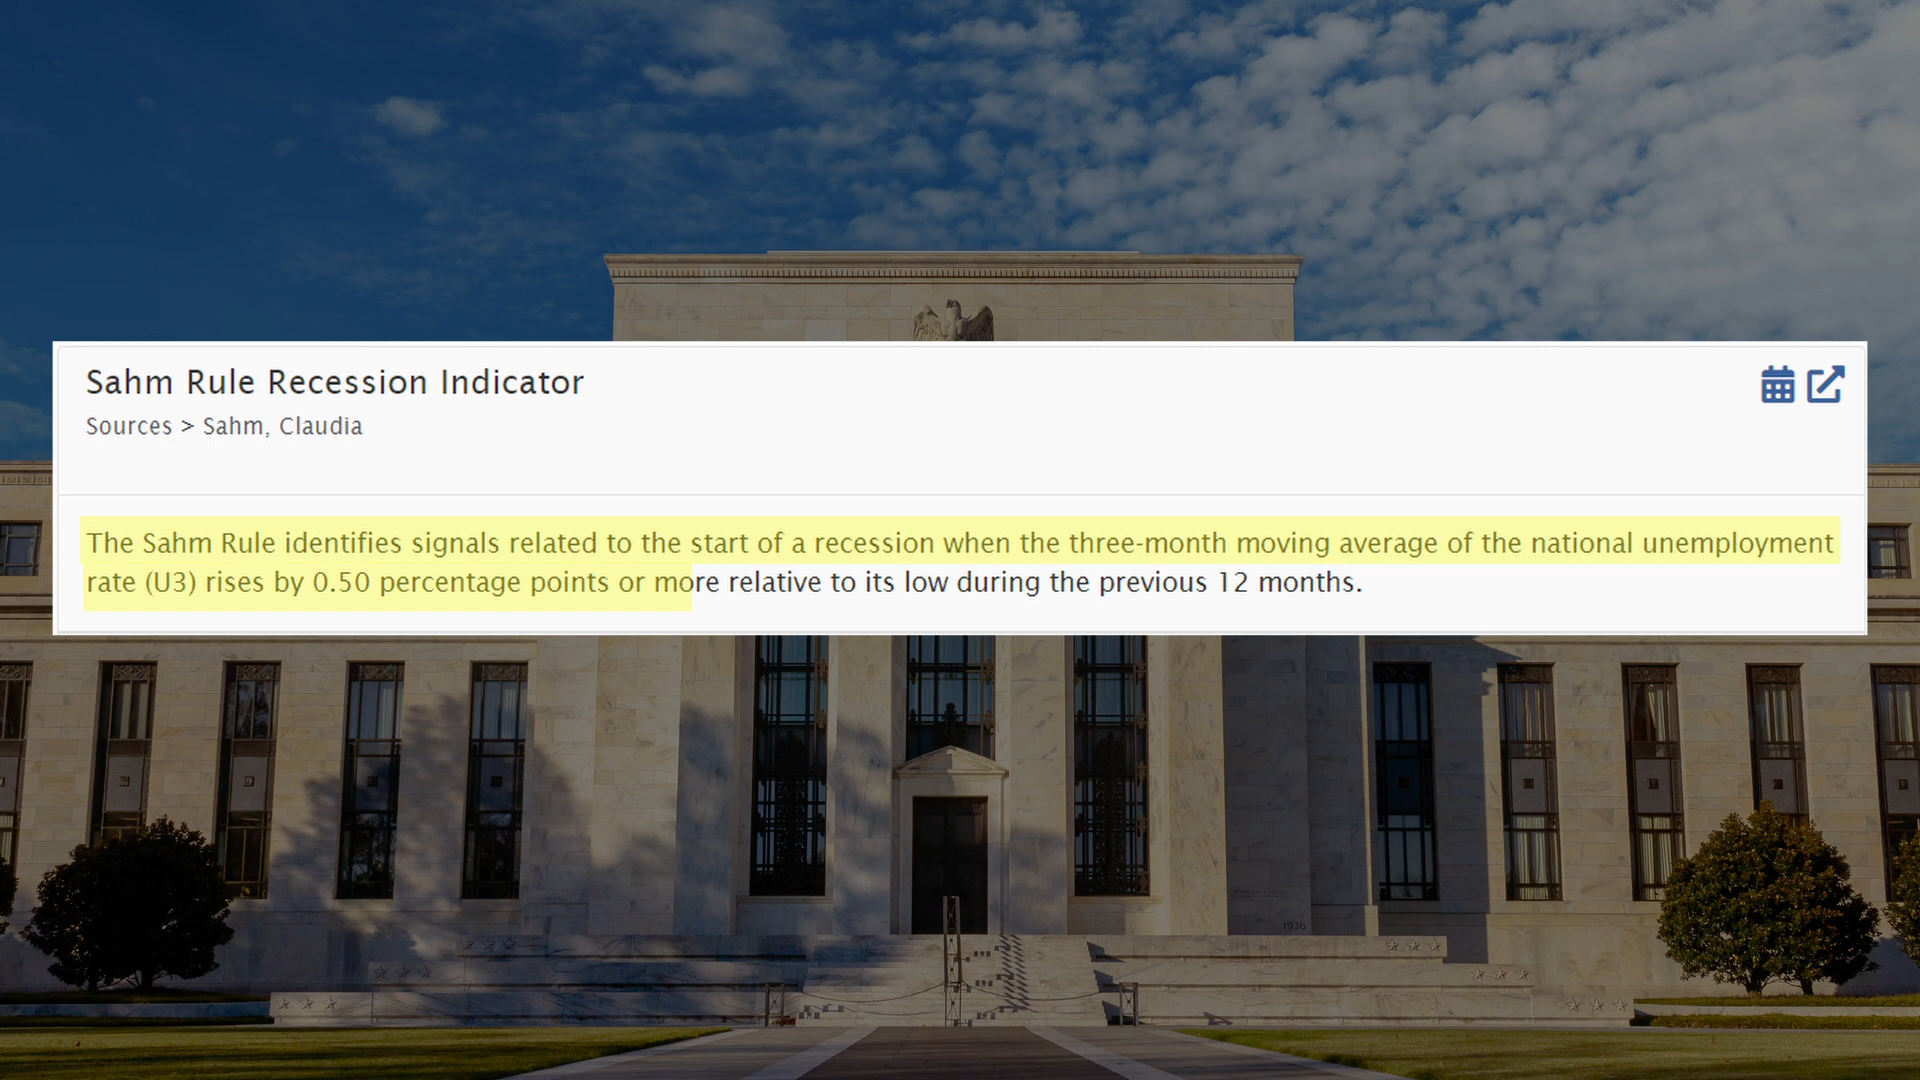 Sahm Rule Recession Indicator
Sources > Sahm, Claudia
The Sahm Rule identifies signals related to the start of a recession when the three-month moving average of the national unemployment
rate (U3) rises by 0.50 percentage points or more relative to its low during the previous 12 months.
1936